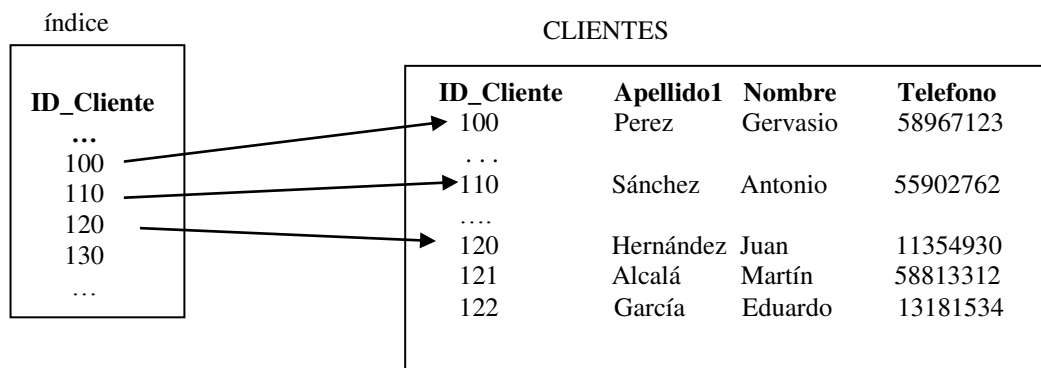 índice
CLIENTES
ID_Cliente
...
100
110
120
130
...
ID_Cliente Apellido1 Nombre Telefono
100 Perez Gervasio 58967123
...
110 Sánchez Antonio 55902762
....
120 Hernández Juan 11354930
121 Alcalá Martín 58813312
122 García Eduardo 13181534